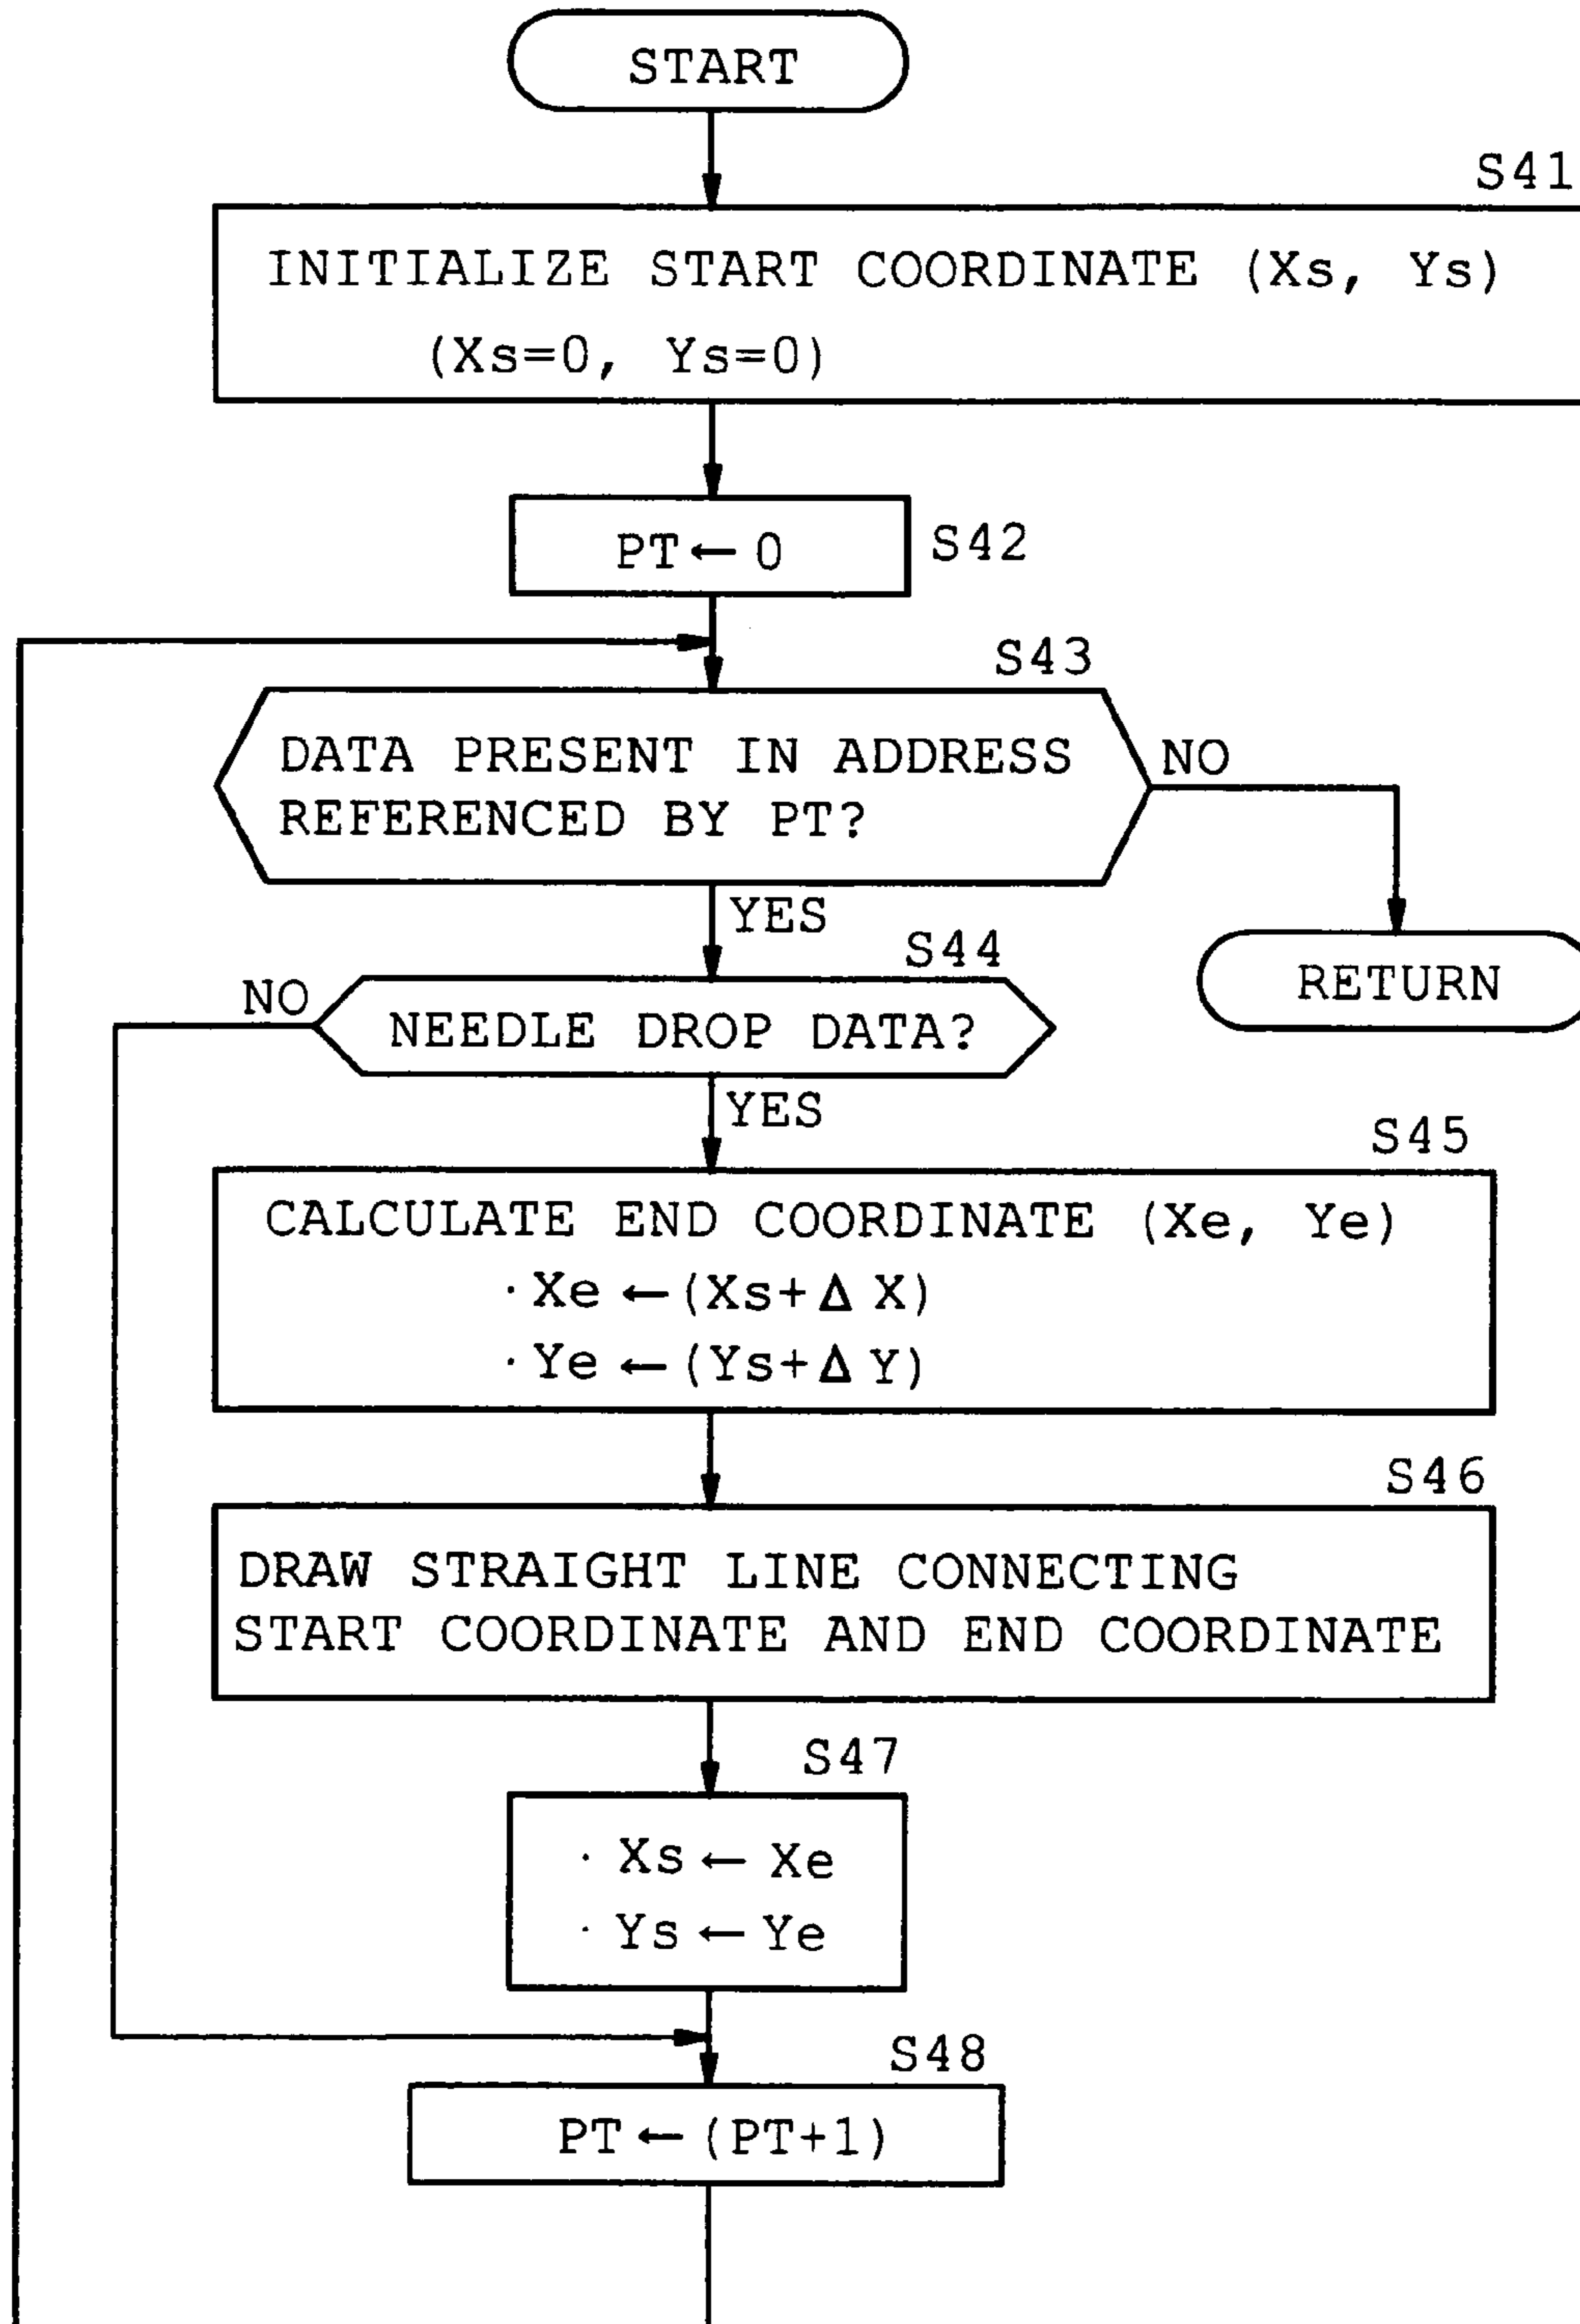 START
S41
INITIALIZE START COORDINATE (Xs, Ys)
(Xs=0, Ys=0)
PT ← 0
S42
S43
DATA PRESENT IN ADDRESS
REFERENCED BY PT?
NO
YES
RETURN
S44
NO
NEEDLE DROP DATA?
YES
S45
CALCULATE END COORDINATE (Xe, Ye)
· Xe ← (Xs+Δ X)
· Ye ← (Ys+Δ Y)
S46
DRAW STRAIGHT LINE CONNECTING
START COORDINATE AND END COORDINATE
S47
· Xs ← Xe
· Ys ← Ye
S48
PT ← (PT+1)